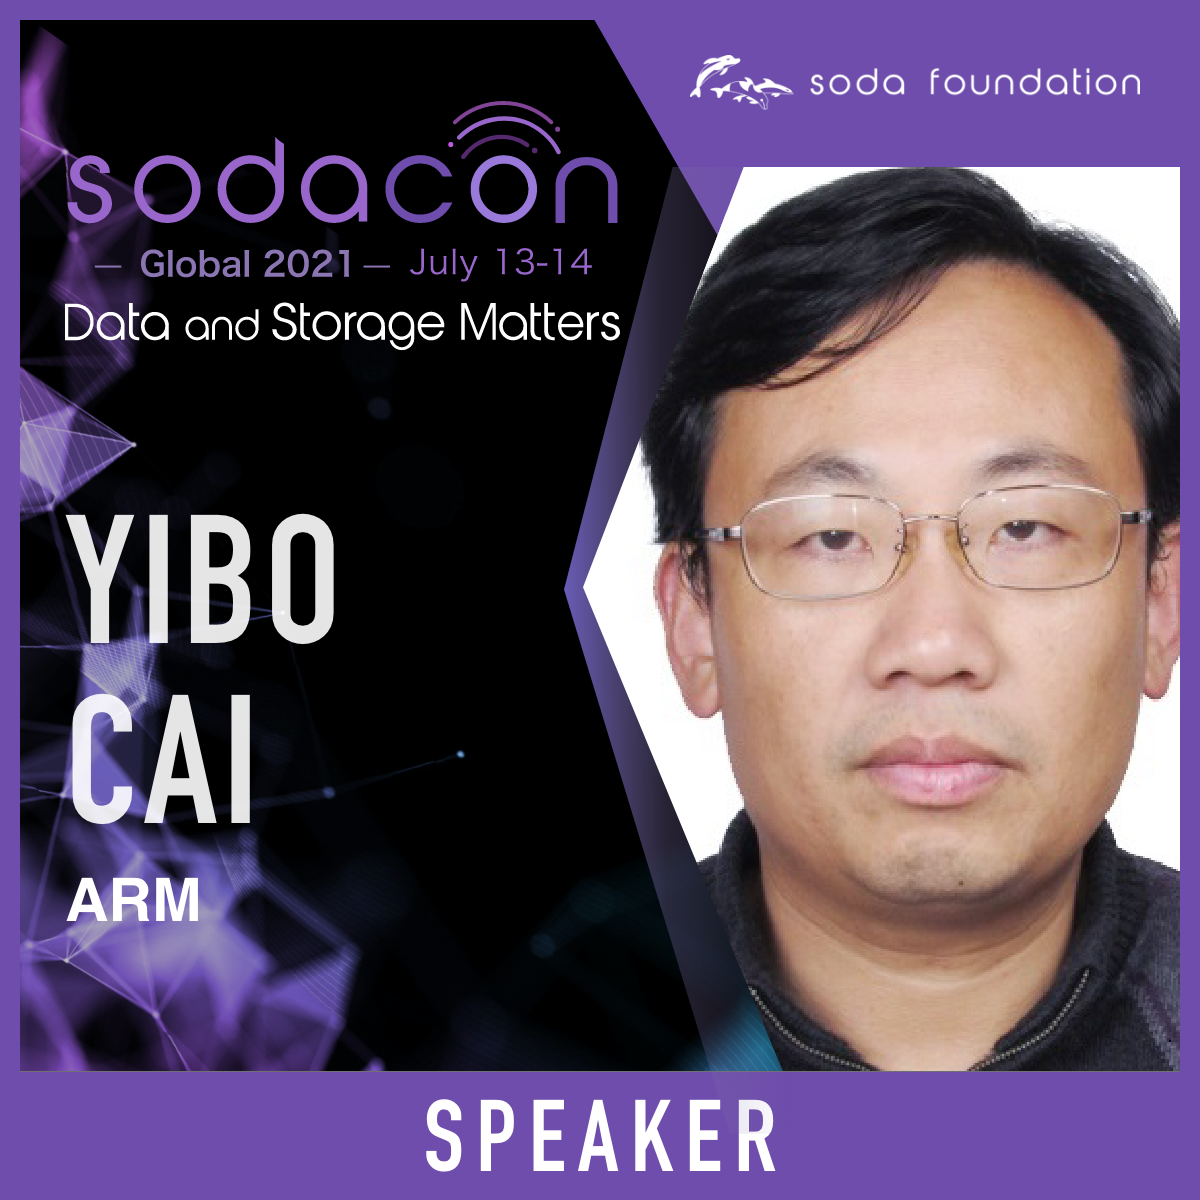 soda foundation
sodacon
— Global 2021 — July 13-14
Data and Storage Matters
YIBO
CAI
ARM
SPEAKER